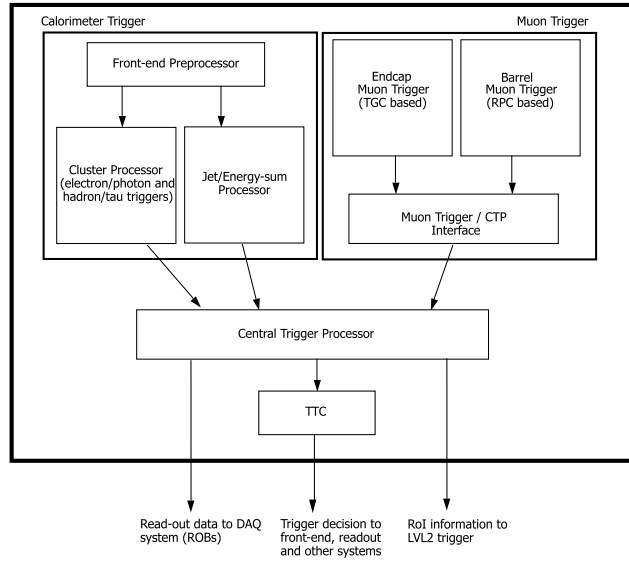 Calorimeter Trigger
Muon Trigger
Front-end Preprocessor
Cluster Processor
(electron/photon and
hadron/tau triggers)
Jet/Energy-sum
Processor
Endcap
Muon Trigger
(TGC based)
Barrel
Muon Trigger
(RPC based)
Muon Trigger / CTP
Interface
Central Trigger Processor
TTC
Read-out data to DAQ
system (ROBs)
Trigger decision to
front-end, readout
and other systems
RoI information to
LVL2 trigger